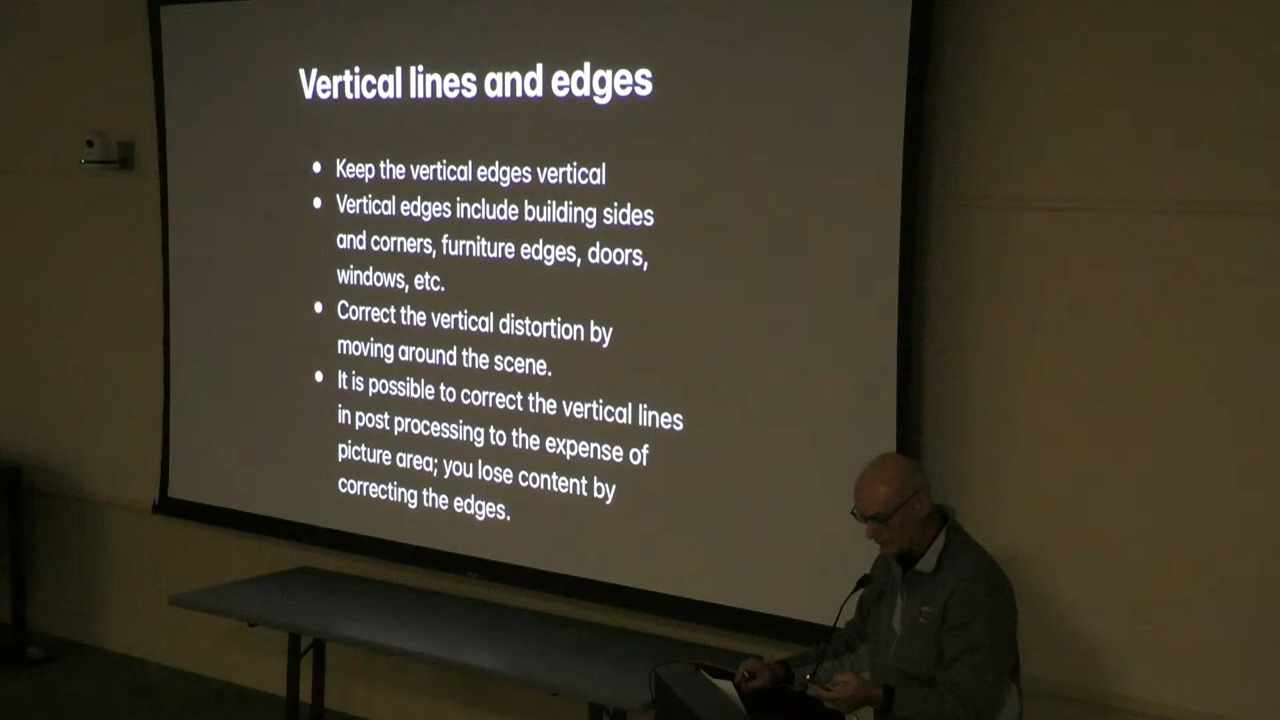 Vertical lines and edges
• Keep the vertical edges vertical
• Vertical edges include building sides
and corners, furniture edges, doors,
windows, etc.
• Correct the vertical distortion by
moving around the scene.
• It is possible to correct the vertical lines
in post processing to the expense of
picture area; you lose content by
correcting the edges.